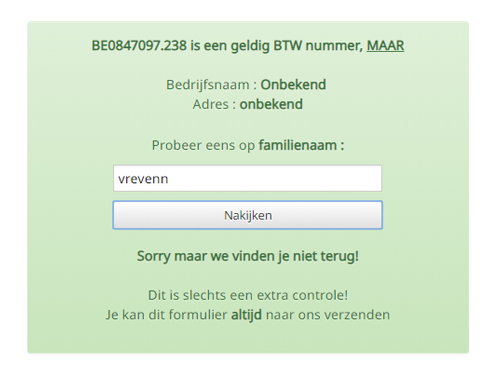 BE0847097.238 is een geldig BTW nummer, MAAR
Bedrijfsnaam : Onbekend
Adres : onbekend
Probeer eens op familienaam :
vrevenn
Nakijken
Sorry maar we vinden je niet terug!
Dit is slechts een extra controle!
Je kan dit formulier altijd naar ons verzenden